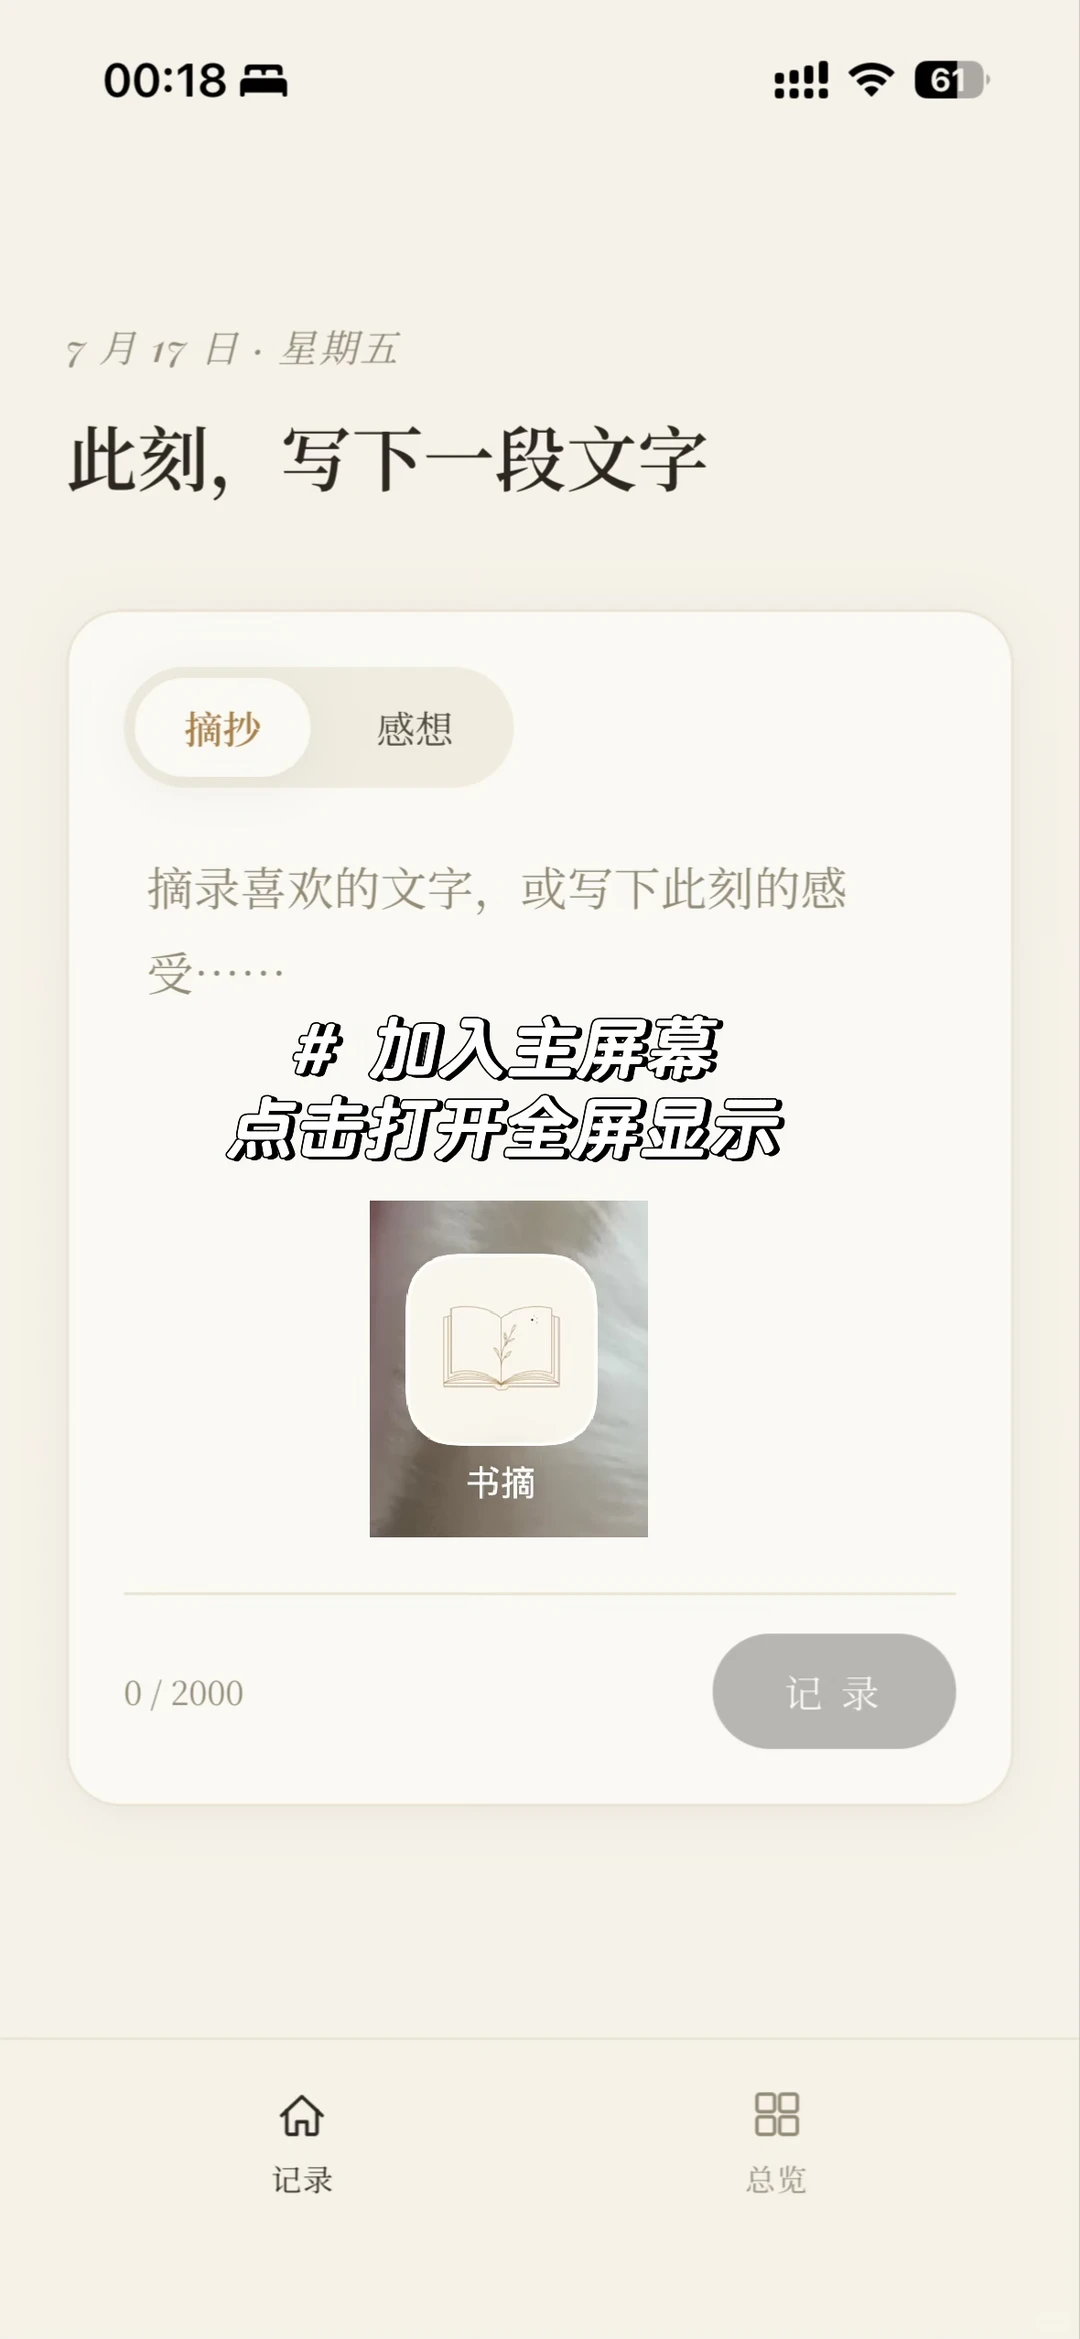 00:18
61
7 月 17 日 · 星期五
此刻，写下一段文字
摘抄
感想
摘录喜欢的文字，或写下此刻的感
受……
# 加入主屏幕
点击打开全屏显示
书摘
0 / 2000
记 录
记录
总览